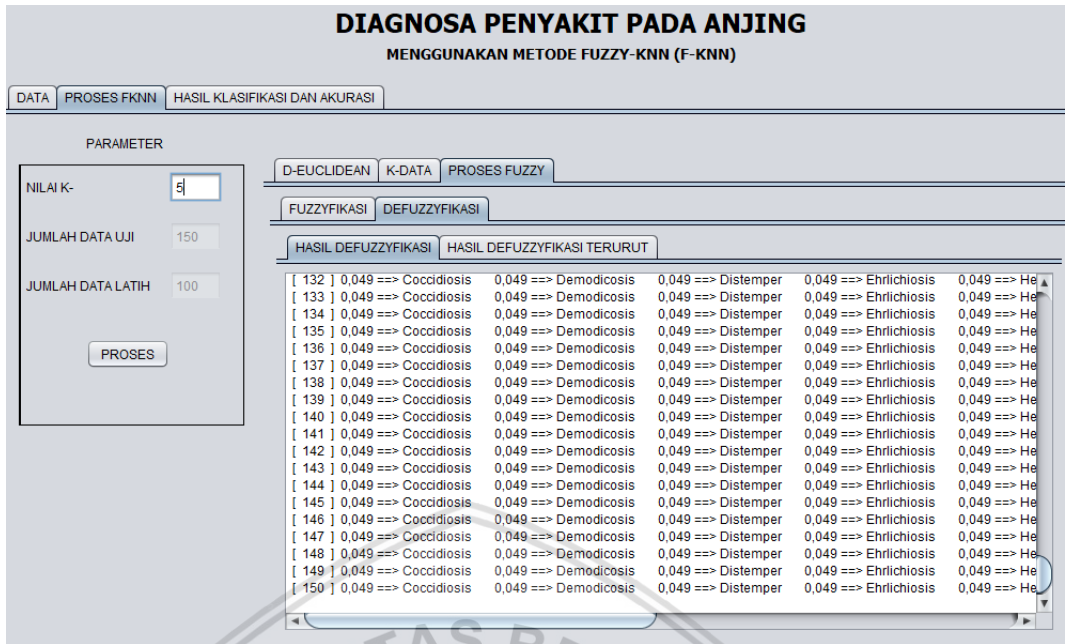 DIAGNOSA PENYAKIT PADA ANJING
MENGGUNAKAN METODE FUZZY-KNN (F-KNN)
DATA PROSES FKNN HASIL KLASIFIKASI DAN AKURASI
PARAMETER
NILAI K- 5
JUMLAH DATA UJI 150
JUMLAH DATA LATIH 100
PROSES
D-EUCLIDEAN K-DATA PROSES FUZZY
FUZZYFIKASI DEFUZZYFIKASI
HASIL DEFUZZYFIKASI HASIL DEFUZZYFIKASI TERURUT
[ 132 ] 0,049 ==> Coccidiosis 0,049 ==> Demodicosis 0,049 ==> Distemper 0,049 ==> Ehrlichiosis 0,049 ==> He
[ 133 ] 0,049 ==> Coccidiosis 0,049 ==> Demodicosis 0,049 ==> Distemper 0,049 ==> Ehrlichiosis 0,049 ==> He
[ 134 ] 0,049 ==> Coccidiosis 0,049 ==> Demodicosis 0,049 ==> Distemper 0,049 ==> Ehrlichiosis 0,049 ==> He
[ 135 ] 0,049 ==> Coccidiosis 0,049 ==> Demodicosis 0,049 ==> Distemper 0,049 ==> Ehrlichiosis 0,049 ==> He
[ 136 ] 0,049 ==> Coccidiosis 0,049 ==> Demodicosis 0,049 ==> Distemper 0,049 ==> Ehrlichiosis 0,049 ==> He
[ 137 ] 0,049 ==> Coccidiosis 0,049 ==> Demodicosis 0,049 ==> Distemper 0,049 ==> Ehrlichiosis 0,049 ==> He
[ 138 ] 0,049 ==> Coccidiosis 0,049 ==> Demodicosis 0,049 ==> Distemper 0,049 ==> Ehrlichiosis 0,049 ==> He
[ 139 ] 0,049 ==> Coccidiosis 0,049 ==> Demodicosis 0,049 ==> Distemper 0,049 ==> Ehrlichiosis 0,049 ==> He
[ 140 ] 0,049 ==> Coccidiosis 0,049 ==> Demodicosis 0,049 ==> Distemper 0,049 ==> Ehrlichiosis 0,049 ==> He
[ 141 ] 0,049 ==> Coccidiosis 0,049 ==> Demodicosis 0,049 ==> Distemper 0,049 ==> Ehrlichiosis 0,049 ==> He
[ 142 ] 0,049 ==> Coccidiosis 0,049 ==> Demodicosis 0,049 ==> Distemper 0,049 ==> Ehrlichiosis 0,049 ==> He
[ 143 ] 0,049 ==> Coccidiosis 0,049 ==> Demodicosis 0,049 ==> Distemper 0,049 ==> Ehrlichiosis 0,049 ==> He
[ 144 ] 0,049 ==> Coccidiosis 0,049 ==> Demodicosis 0,049 ==> Distemper 0,049 ==> Ehrlichiosis 0,049 ==> He
[ 145 ] 0,049 ==> Coccidiosis 0,049 ==> Demodicosis 0,049 ==> Distemper 0,049 ==> Ehrlichiosis 0,049 ==> He
[ 146 ] 0,049 ==> Coccidiosis 0,049 ==> Demodicosis 0,049 ==> Distemper 0,049 ==> Ehrlichiosis 0,049 ==> He
[ 147 ] 0,049 ==> Coccidiosis 0,049 ==> Demodicosis 0,049 ==> Distemper 0,049 ==> Ehrlichiosis 0,049 ==> He
[ 148 ] 0,049 ==> Coccidiosis 0,049 ==> Demodicosis 0,049 ==> Distemper 0,049 ==> Ehrlichiosis 0,049 ==> He
[ 149 ] 0,049 ==> Coccidiosis 0,049 ==> Demodicosis 0,049 ==> Distemper 0,049 ==> Ehrlichiosis 0,049 ==> He
[ 150 ] 0,049 ==> Coccidiosis 0,049 ==> Demodicosis 0,049 ==> Distemper 0,049 ==> Ehrlichiosis 0,049 ==> He